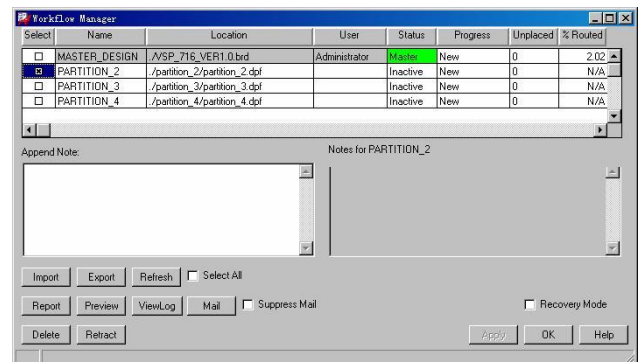 Workflow Manager
Select Name Location User Status Progress Unplaced % Routed
MASTER_DESIGN ./VSP_716_VER1.0.brd Administrator Master New 0 2.02
PARTITION_2 ./partition_2/partition_2.dpf Inactive New 0 N/A
PARTITION_3 ./partition_3/partition_3.dpf Inactive New 0 N/A
PARTITION_4 ./partition_4/partition_4.dpf Inactive New 0 N/A
Append Note: Notes for PARTITION_2
Import Export Refresh Select All
Report Preview ViewLog Mail Suppress Mail Recovery Mode
Delete Retract Apply OK Help